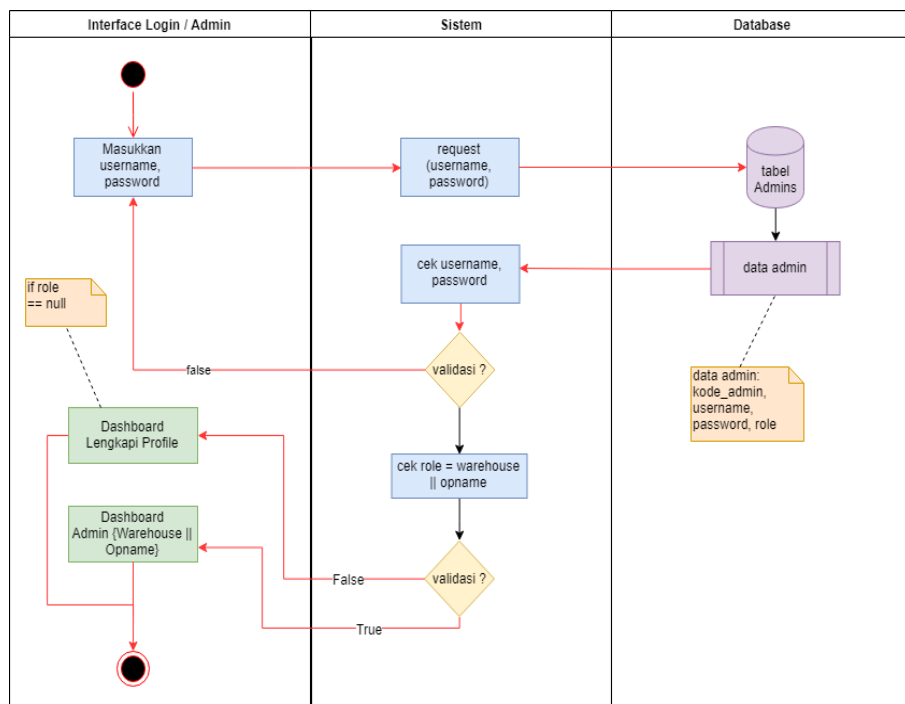 Interface Login / Admin
Sistem
Database
Masukkan
username,
password
request
(username,
password)
tabel
Admins
if role
== null
cek username,
password
data admin
false
validasi ?
data admin:
kode_admin,
username,
password, role
Dashboard
Lengkapi Profile
cek role = warehouse
|| opname
Dashboard
Admin {Warehouse ||
Opname}
False
validasi ?
True